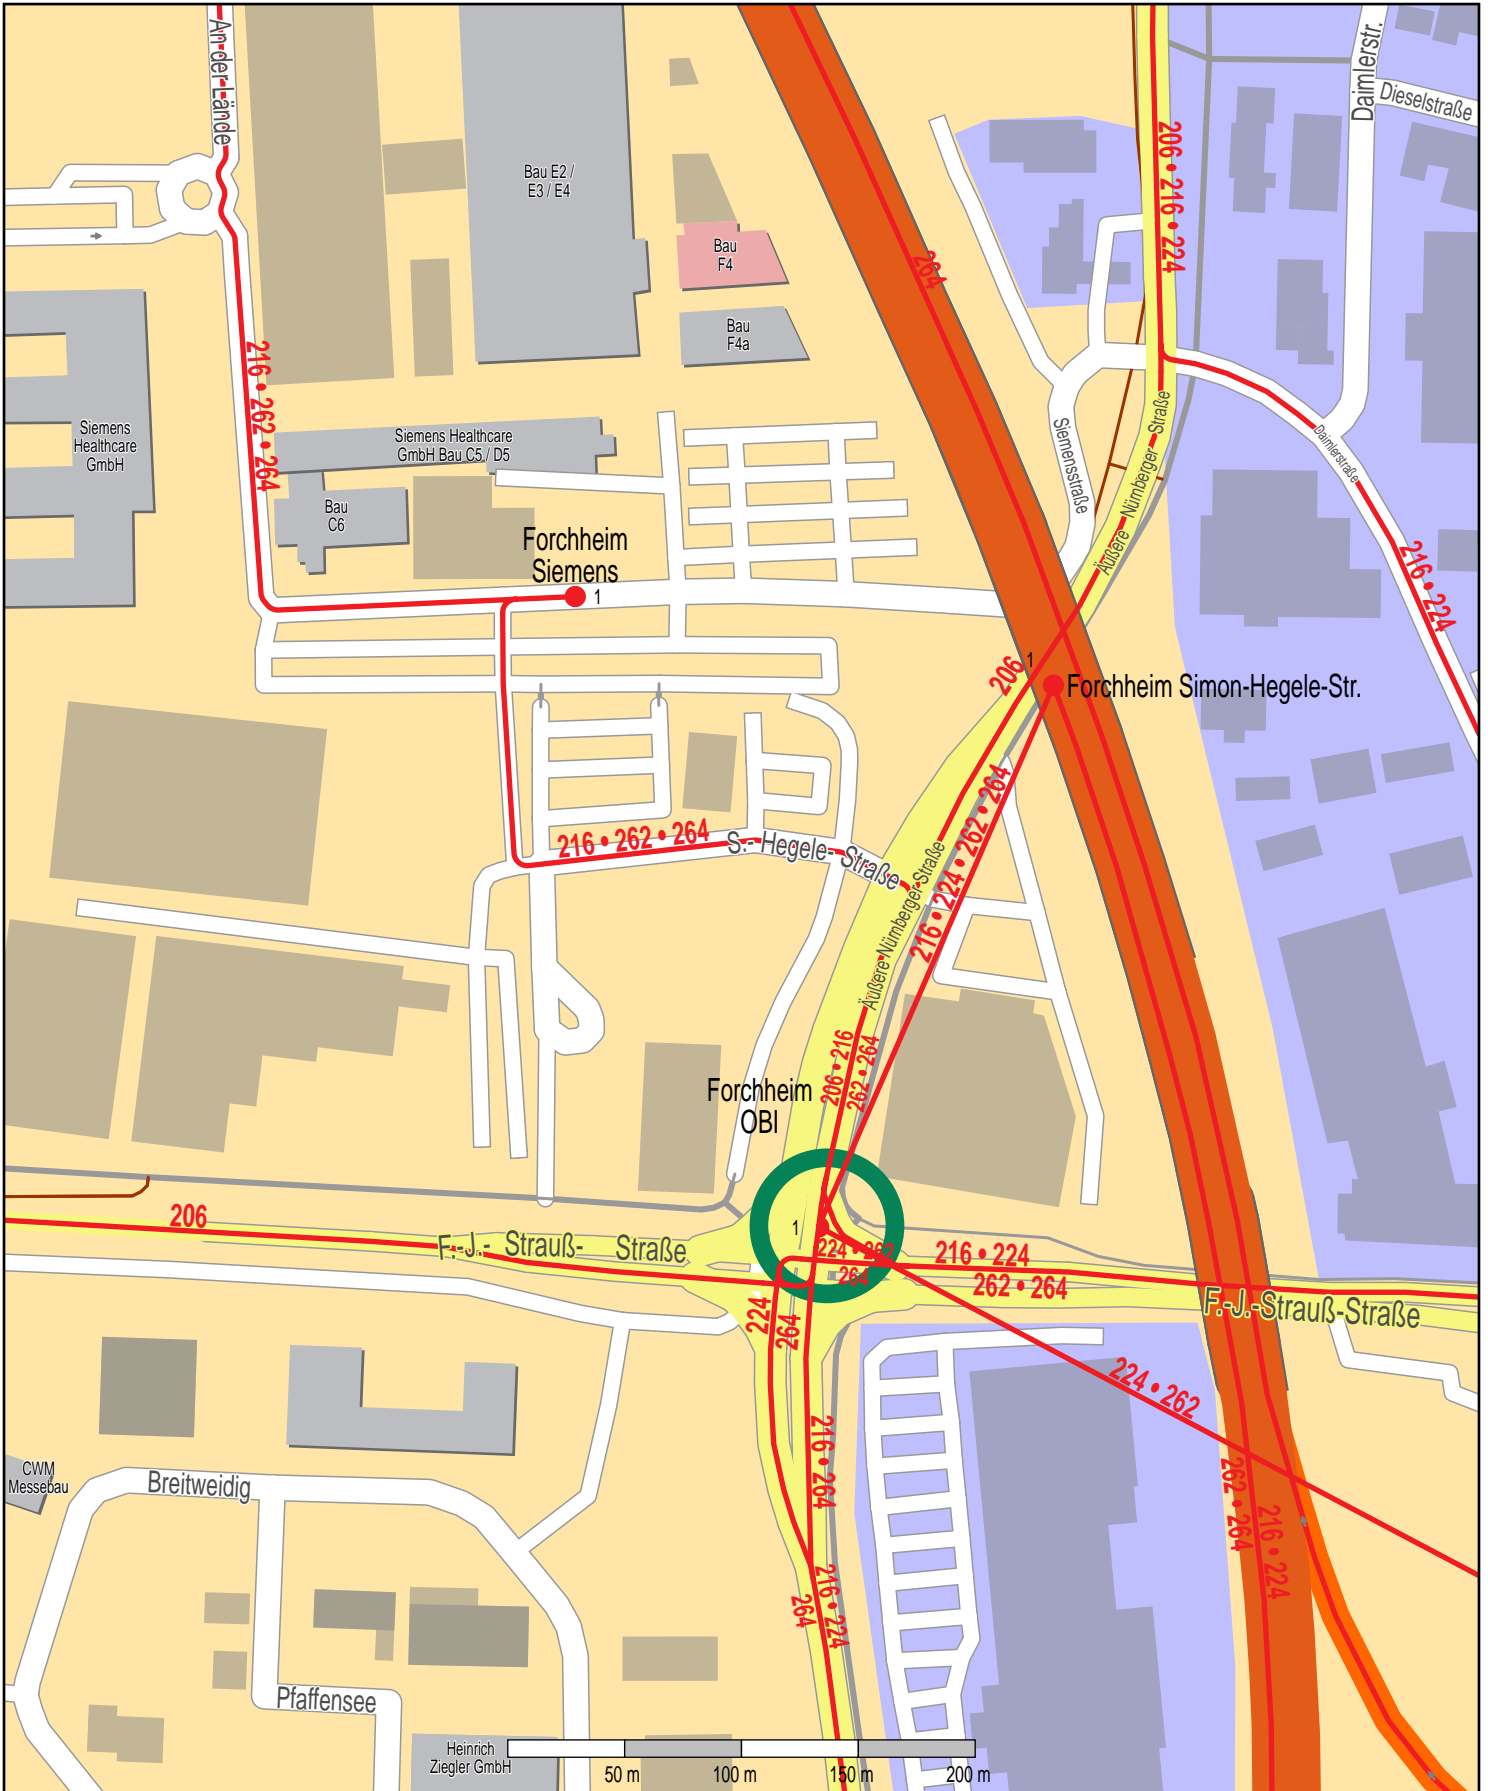 An der Lände
Daimlerstr.
Dieselstraße
206 • 216 • 224
Bau E2 /
E3 / E4
Bau
F4
264
Bau
F4a
216 • 262 • 264
Siemens
Healthcare
GmbH
Siemens Healthcare
GmbH Bau C5 / D5
Bau
C6
Siemensstraße
Äußere Nürnberger Straße
Daimlerstraße
216 • 224
Forchheim
Siemens
1
206
1
Forchheim Simon-Hegele-Str.
216 • 262 • 264
S.- Hegele- Straße
216 • 224 • 262 • 264
Äußere Nürnberger Straße
206 • 216
262 • 264
Forchheim
OBI
1
206
F.-J.- Strauß- Straße
224 • 262
264
216 • 224
262 • 264
F.-J.-Strauß-Straße
224
264
224 • 262
216 • 264
262 • 264
216 • 224
CWM
Messebau
Breitweidig
264
216 • 224
Pfaffensee
Heinrich
Ziegler GmbH
50 m 100 m 150 m 200 m